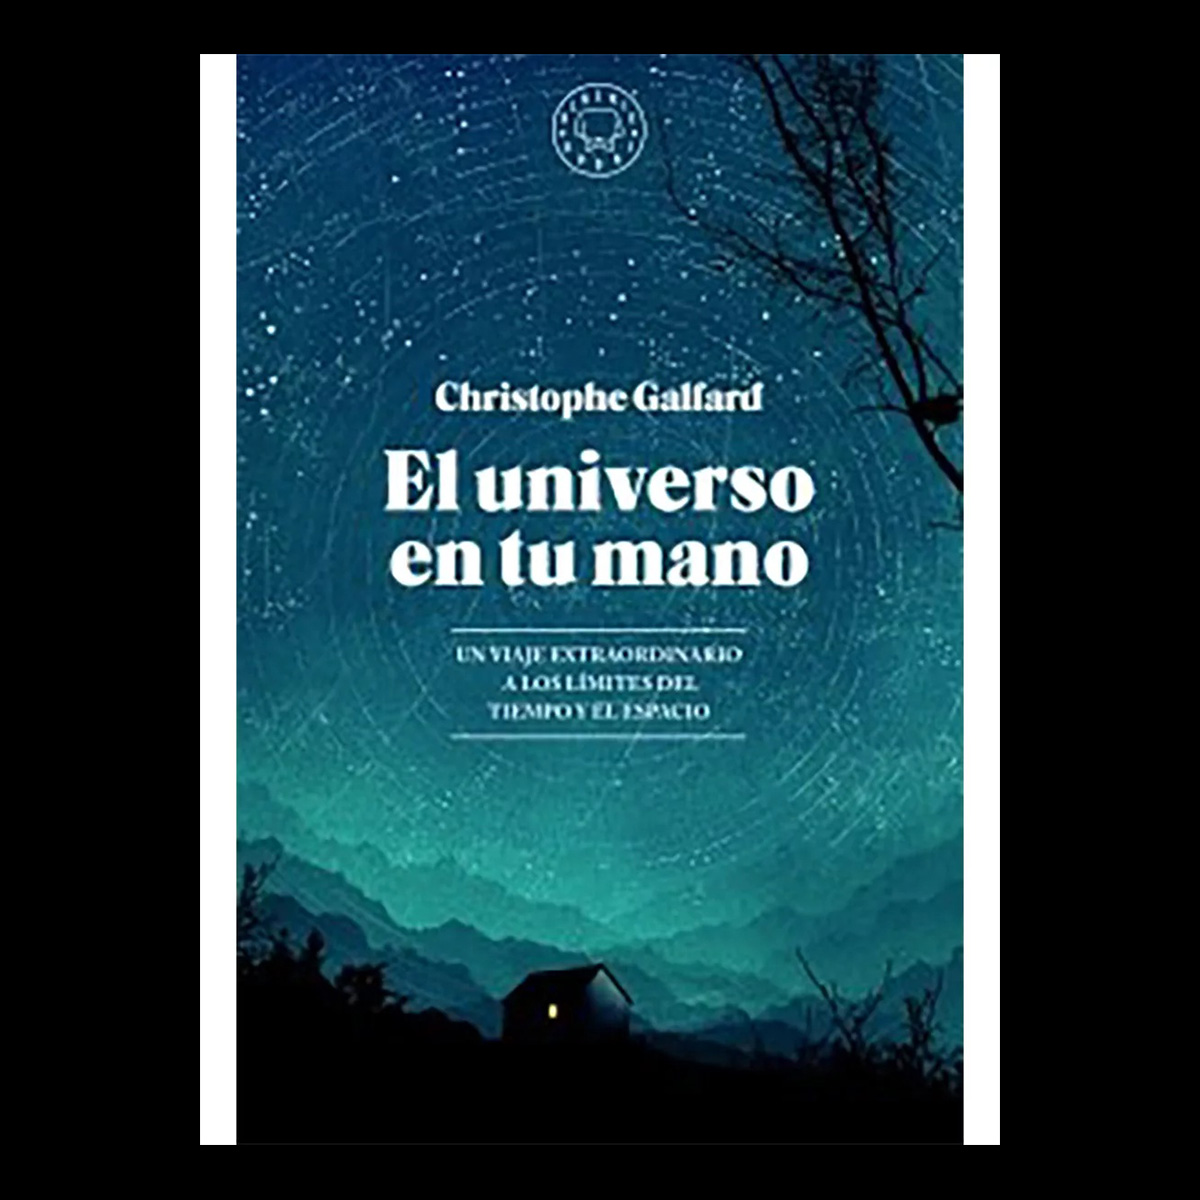 Christophe Galfard
El universo
en tu mano
UN VIAJE EXTRAORDINARIO
A LOS LÍMITES DEL
TIEMPO Y EL ESPACIO